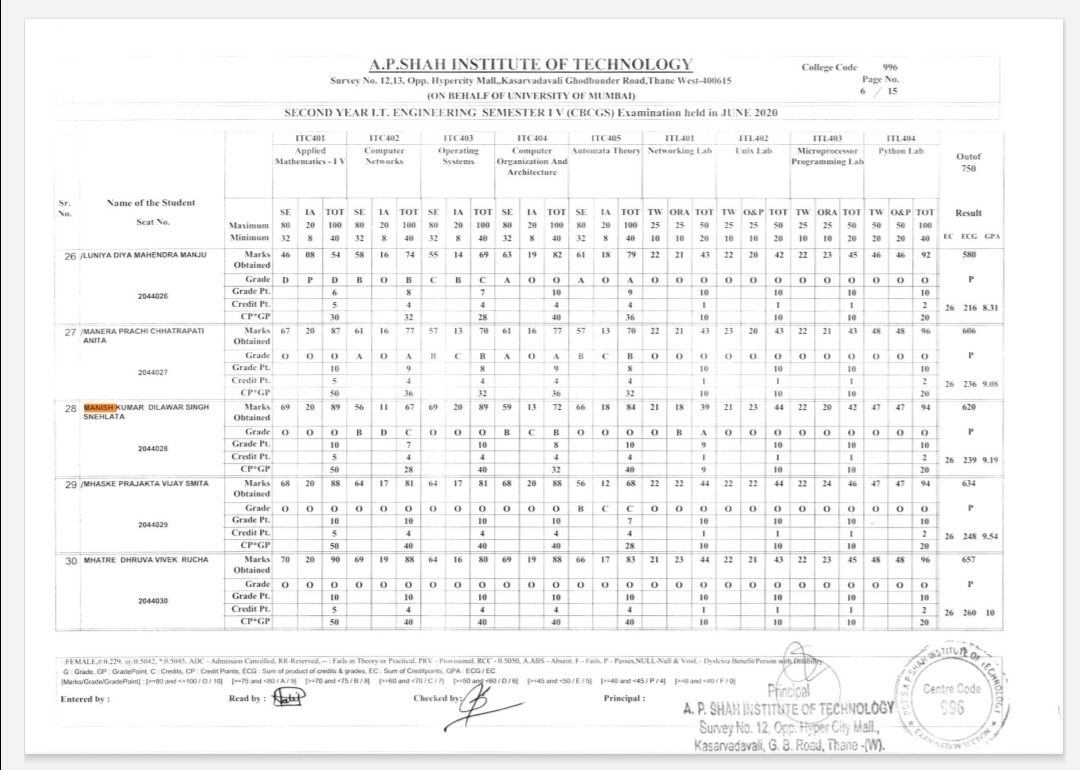 A.P.SHAH INSTITUTE OF TECHNOLOGY
College Code 996
Survey No. 12.13, Opp. Hypercity Mall,,Kasarvadavali Ghodbunder Road,Thane West-400615
Page No.
(ON BEHALF OF UNIVERSITY OF MUMBAI)
6 / 15
SECOND YEAR I.T. ENGINEERING SEMESTER I V (CBCGS) Examination held in JUNE 2020
ITC401 ITC402 ITC403 ITC404 ITC405 ITL401 ITL402 ITL403 ITL404
Applied Mathematics - I V Computer Networks Operating Systems Computer Organization And Architecture Automata Theory Networking Lab Unix Lab Microprocessor Programming Lab Python Lab Outof 750
Sr. No. Name of the Student Seat No.
SE IA TOT SE IA TOT SE IA TOT SE IA TOT SE IA TOT TW ORA TOT TW O&P TOT TW ORA TOT TW O&P TOT Result
Maximum 80 20 100 80 20 100 80 20 100 80 20 100 80 20 100 25 25 50 25 25 50 25 25 50 50 50 100
Minimum 32 8 40 32 8 40 32 8 40 32 8 40 32 8 40 10 10 20 10 10 20 10 10 20 20 20 40 EC ECG GPA
26 /LUNIYA DIYA MAHENDRA MANJU Marks Obtained 46 08 54 58 16 74 55 14 69 63 19 82 61 18 79 22 21 43 22 20 42 22 23 45 46 46 92 580
Grade D P D B O B C B C A O O A O A O O O O O O O O O O O O P
2044026 Grade Pt. 6 8 7 10 9 10 10 10 10
Credit Pt. 5 4 4 4 4 1 1 1 2 26 216 8.31
CP*GP 30 32 28 40 36 10 10 10 20
27 /MANERA PRACHI CHHATRAPATI ANITA Marks Obtained 67 20 87 61 16 77 57 13 70 61 16 77 57 13 70 22 21 43 23 20 43 22 21 43 48 48 96 606
Grade O O O A O A B C B A O A B C B O O O O O O O O O O O O P
2044027 Grade Pt. 10 9 8 9 8 10 10 10 10
Credit Pt. 5 4 4 4 4 1 1 1 2 26 236 9.08
CP*GP 50 36 32 36 32 10 10 10 20
28 MANISH KUMAR DILAWAR SINGH SNEHLATA Marks Obtained 69 20 89 56 11 67 69 20 89 59 13 72 66 18 84 21 18 39 21 23 44 22 20 42 47 47 94 620
Grade O O O B D C O O O B C B O O O O B A O O O O O O O O O P
2044028 Grade Pt. 10 7 10 8 10 9 10 10 10
Credit Pt. 5 4 4 4 4 1 1 1 2 26 239 9.19
CP*GP 50 28 40 32 40 9 10 10 20
29 /MHASKE PRAJAKTA VIJAY SMITA Marks Obtained 68 20 88 64 17 81 64 17 81 68 20 88 56 12 68 22 22 44 22 22 44 22 24 46 47 47 94 634
Grade O O O O O O O O O O O O B C C O O O O O O O O O O O O P
2044029 Grade Pt. 10 10 10 10 7 10 10 10 10
Credit Pt. 5 4 4 4 4 1 1 1 2 26 248 9.54
CP*GP 50 40 40 40 28 10 10 10 20
30 MHATRE DHRUVA VIVEK RUCHA Marks Obtained 70 20 90 69 19 88 64 16 80 69 19 88 66 17 83 21 23 44 22 21 43 22 23 45 48 48 96 657
Grade O O O O O O O O O O O O O O O O O O O O O O O O O O O P
2044030 Grade Pt. 10 10 10 10 10 10 10 10 10
Credit Pt. 5 4 4 4 4 1 1 1 2 26 260 10
CP*GP 50 40 40 40 40 10 10 10 20
/:FEMALE,#:0.229, @:0.5042, *:0.5045, ADC - Admission Cancelled, RR-Reserved, -- : Fails in Theory or Practical, PRV - Provisional, RCC - 0.5050, A.ABS - Absent. F - Fails, P - Passes,NULL-Null & Void,- Dyslexia Benefit/Person with Disability.
G : Grade, GP : GradePoint, C : Credits, CP : Credit Points, ECG : Sum of product of credits & grades, EC : Sum of Creditpoints, GPA : ECG / EC
[Marks/Grade/GradePoint] : [>=80 and <=100 / O / 10] [>=75 and <80 / A / 9] [>=70 and <75 / B / 8] [>=60 and <70 / C / 7] [>=50 and <60 / D / 6] [>=45 and <50 / E / 5] [>=40 and <45 / P / 4] [>=0 and <40 / F / 0]
Entered by : Read by : Checked by: Principal :
Principal
A. P. SHAH INSTITUTE OF TECHNOLOGY
Survey No. 12, Opp. Hyper City Mall,
Kasarvadavali, G. B. Road, Thane -(W).
PCT'S A.P. SHAH INSTITUTE OF TECHNOLOGY
Centre Code
996
EXAMINATION SECTION